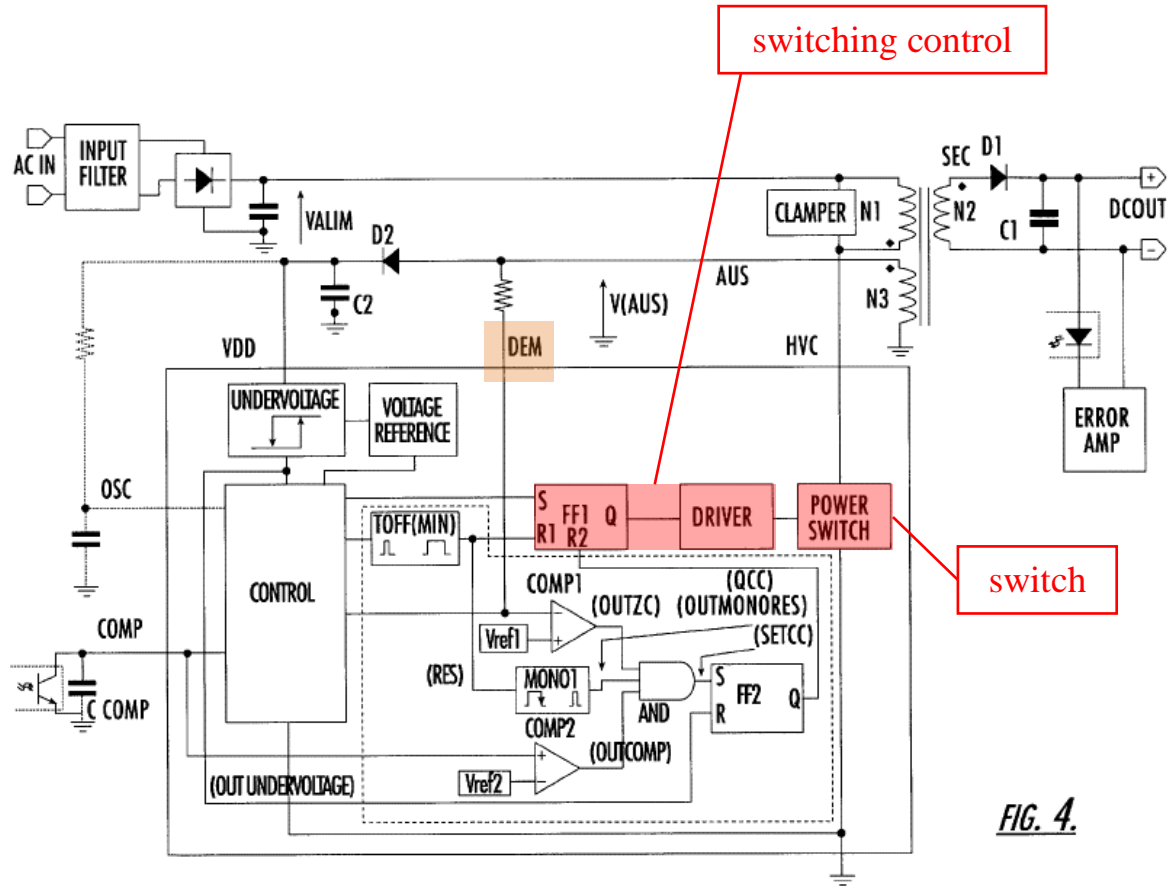 switching control
AC IN
INPUT
FILTER
VALIM
CLAMPER
N1
SEC
D1
N2
C1
+
DCOUT
−
D2
C2
AUS
N3
V(AUS)
VDD
DEM
HVC
UNDERVOLTAGE
VOLTAGE
REFERENCE
ERROR
AMP
OSC
S
R1
FF1
R2
Q
DRIVER
POWER
SWITCH
TOFF(MIN)
switch
CONTROL
COMP1
(QCC)
(OUTZC)
(OUTMONORES)
(SETCC)
−
+
Vref1
COMP
C COMP
(RES)
MONO1
AND
S
R
FF2
Q
COMP2
(OUTCOMP)
+
−
Vref2
(OUT UNDERVOLTAGE)
FIG. 4.